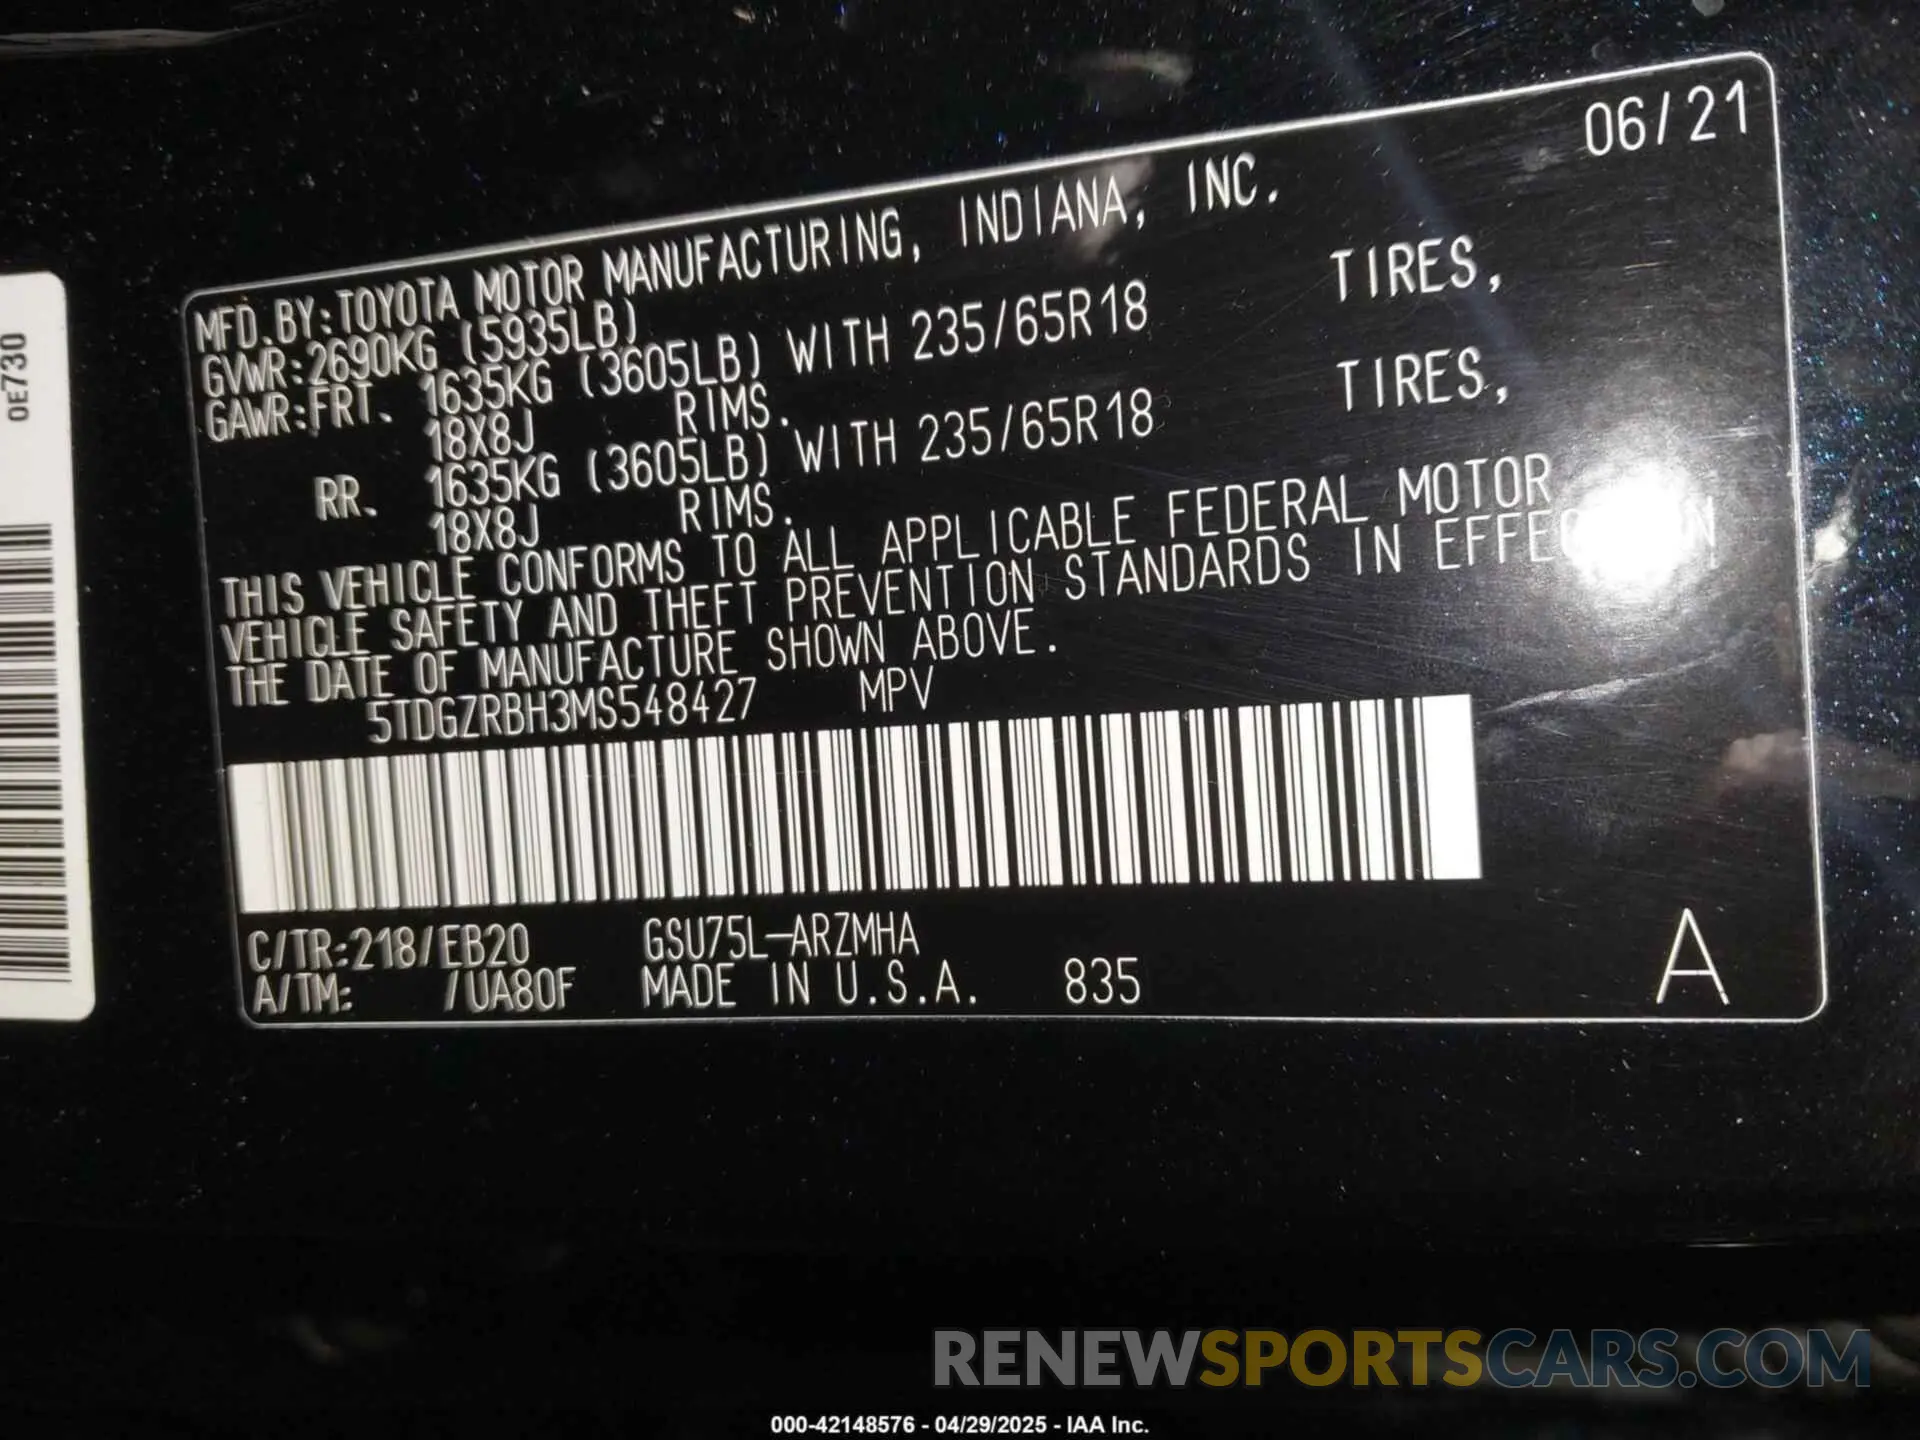 06/21
MFD.BY:TOYOTA MOTOR MANUFACTURING, INDIANA, INC.
GVWR:2690KG (5935LB)
GAWR:FRT. 1635KG (3605LB) WITH 235/65R18 TIRES,
18X8J RIMS.
RR. 1635KG (3605LB) WITH 235/65R18 TIRES,
18X8J RIMS.
THIS VEHICLE CONFORMS TO ALL APPLICABLE FEDERAL MOTOR
VEHICLE SAFETY AND THEFT PREVENTION STANDARDS IN EFFECT ON
THE DATE OF MANUFACTURE SHOWN ABOVE.
5TDGZRBH3MS548427 MPV
C/TR:218/EB20 GSU75L-ARZMHA
A/TM: /UA80F MADE IN U.S.A. 835
A
0E730
RENEWSPORTSCARS.COM
000-42148576 - 04/29/2025 - IAA Inc.